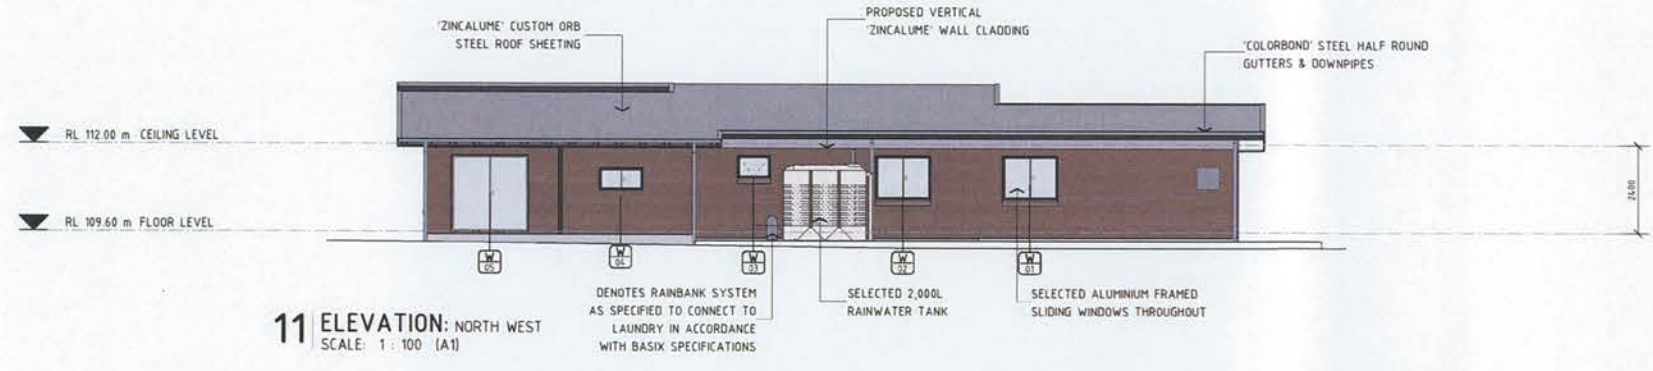 'ZINCALUME' CUSTOM ORB
STEEL ROOF SHEETING
PROPOSED VERTICAL
'ZINCALUME' WALL CLADDING
'COLORBOND' STEEL HALF ROUND
GUTTERS & DOWNPIPES
RL 112.00 m CEILING LEVEL
RL 109.60 m FLOOR LEVEL
2400
W
05
W
04
W
03
W
02
W
01
DENOTES RAINBANK SYSTEM
AS SPECIFIED TO CONNECT TO
LAUNDRY IN ACCORDANCE
WITH BASIX SPECIFICATIONS
SELECTED 2,000L
RAINWATER TANK
SELECTED ALUMINIUM FRAMED
SLIDING WINDOWS THROUGHOUT
11 ELEVATION: NORTH WEST
SCALE: 1 : 100 (A1)